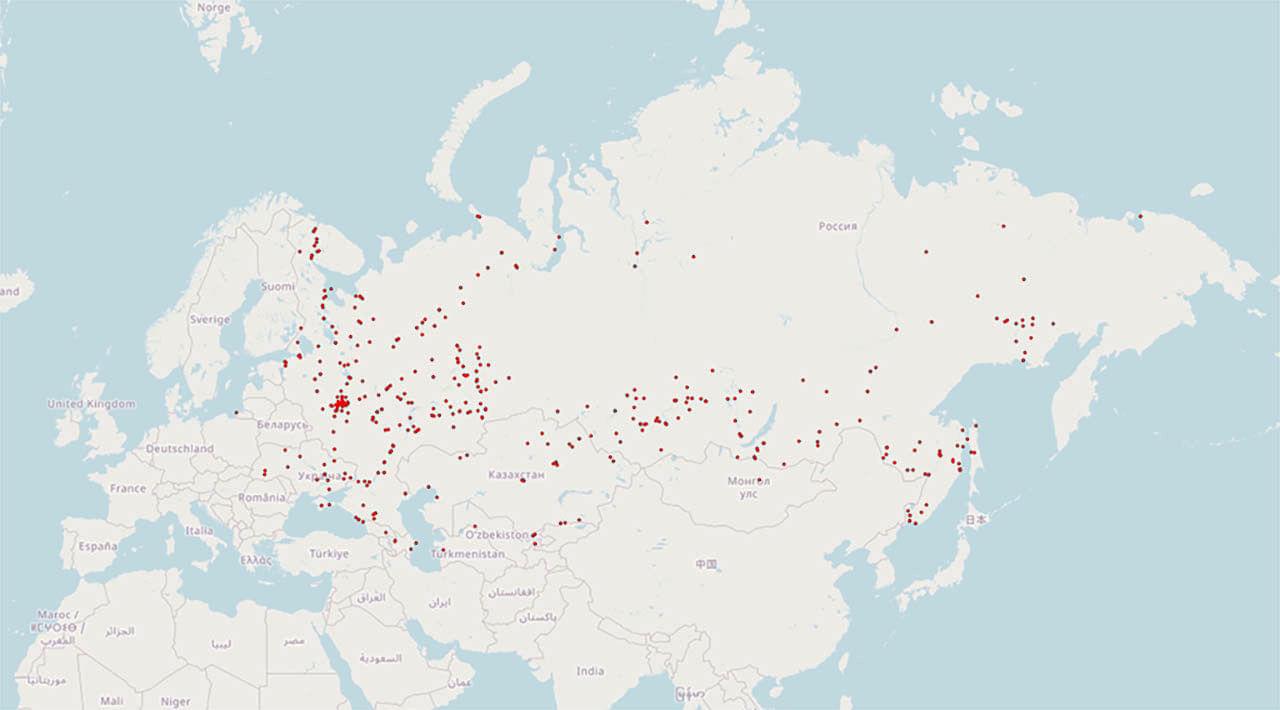 Norge
Россия
Suomi
Sverige
and
United Kingdom
Беларусь
Deutschland
Україна
Казахстан
Монгол
улс
France
România
日本
Italia
O'zbekiston
España
Ελλάς
Türkiye
Türkmenistan
中国
العراق
ایران
افغانستان
پاکستان
Maroc /
ⵍⵎⵖⵔⵉⴱ /
المغرب
الجزائر
ليبيا
مصر
السعودية
عمان
India
موريتانيا
Mali
Niger